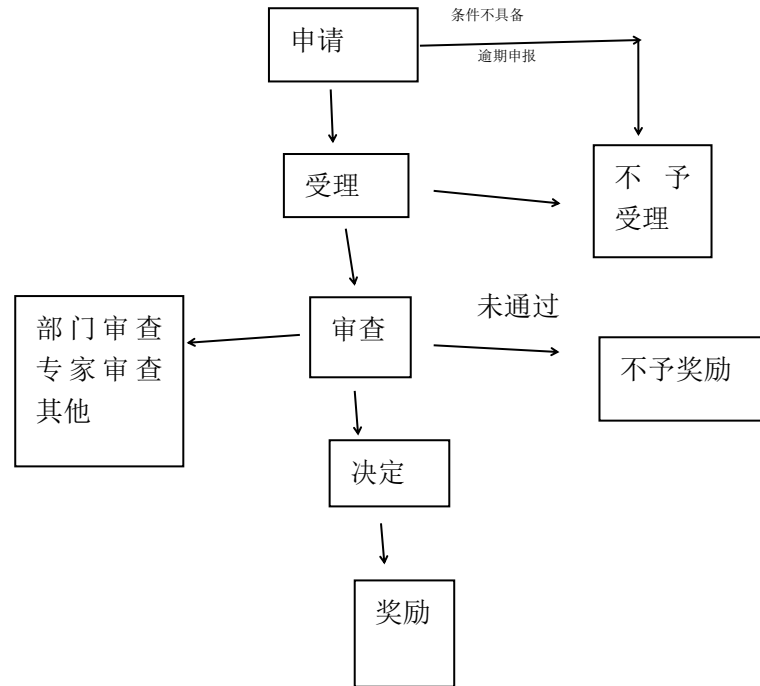 申请
条件不具备
逾期申报
受理
不予
受理
部门审查
专家审查
其他
审查
未通过
不予奖励
决定
奖励